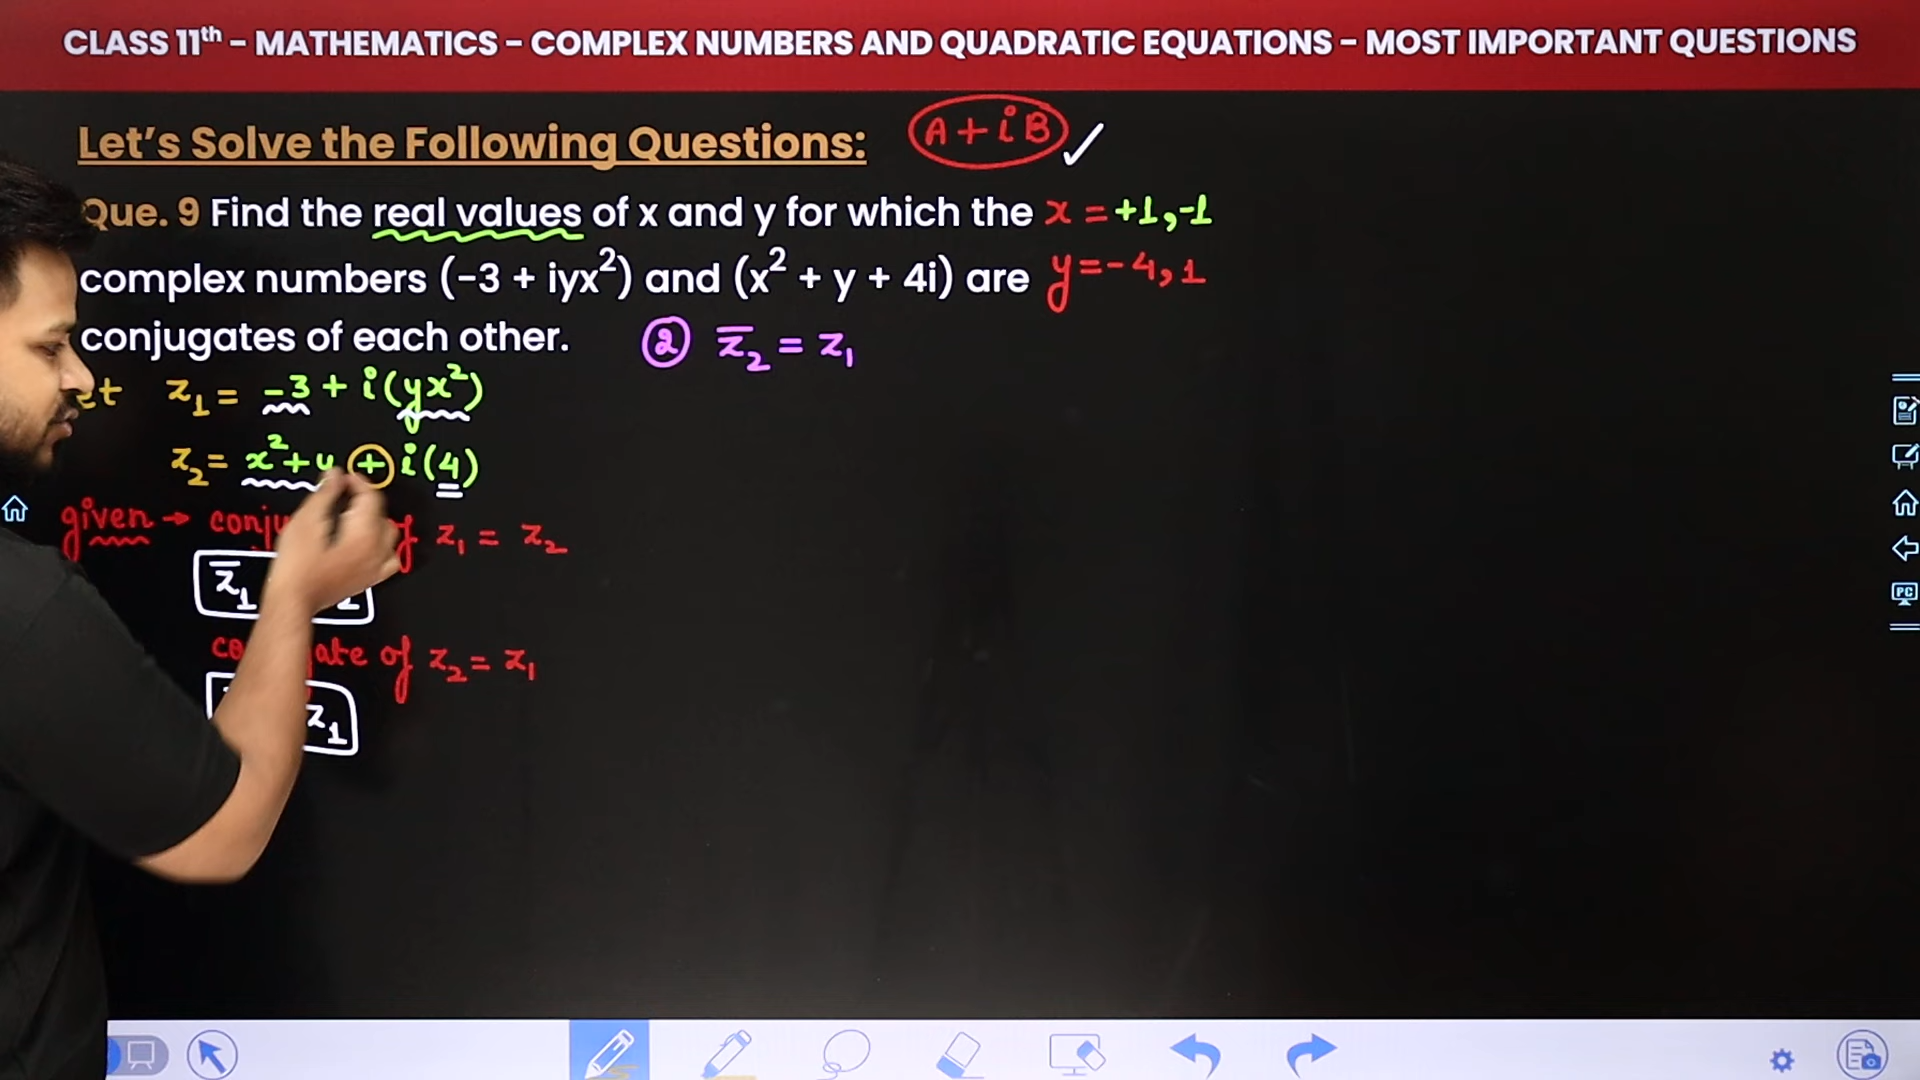 CLASS 11th - MATHEMATICS - COMPLEX NUMBERS AND QUADRATIC EQUATIONS - MOST IMPORTANT QUESTIONS
Let's Solve the Following Questions:
A + iB ✓
Que. 9 Find the real values of x and y for which the
complex numbers (-3 + iyx²) and (x² + y + 4i) are
conjugates of each other.
x = +1, -1
y = -4, 1
② z̅₂ = z₁
z₁ = -3 + i(yx²)
z₂ = x² + y + i(4)
given → of z₁ = z₂
z̅₁
of z₂ = z₁
z₁
PC